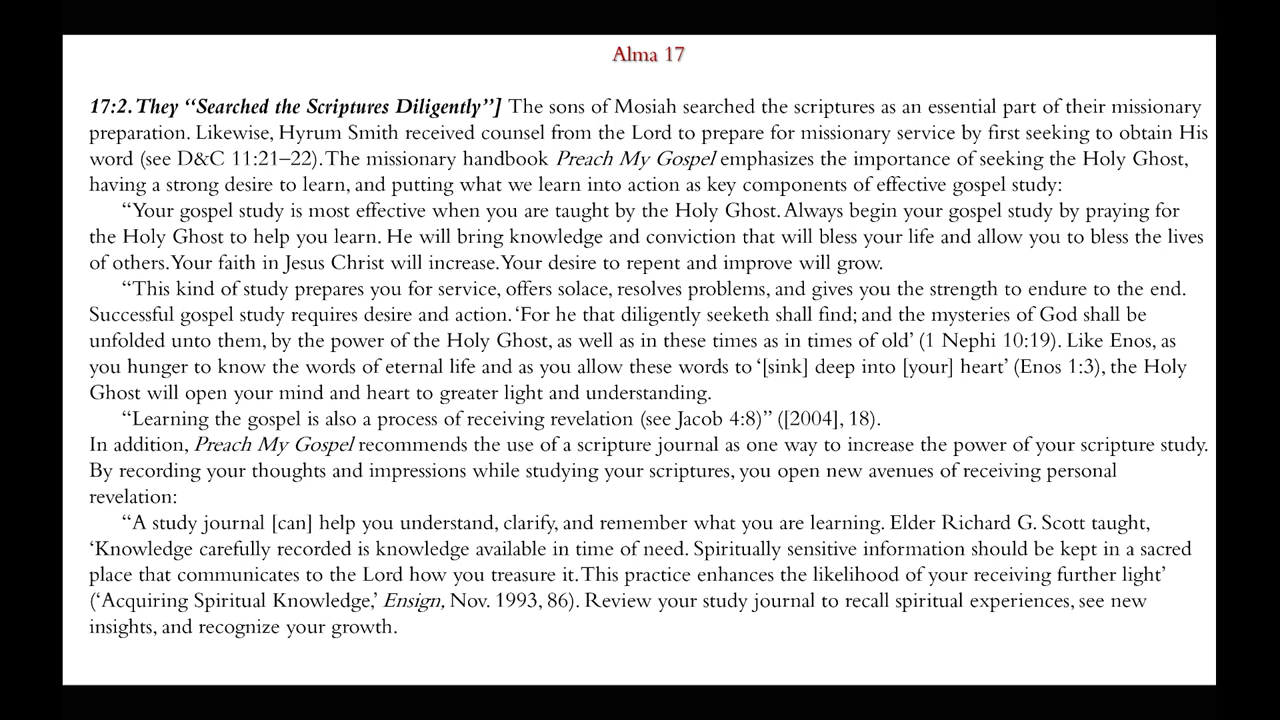 Alma 17
17:2. They “Searched the Scriptures Diligently”] The sons of Mosiah searched the scriptures as an essential part of their missionary
preparation. Likewise, Hyrum Smith received counsel from the Lord to prepare for missionary service by first seeking to obtain His
word (see D&C 11:21–22). The missionary handbook Preach My Gospel emphasizes the importance of seeking the Holy Ghost,
having a strong desire to learn, and putting what we learn into action as key components of effective gospel study:
“Your gospel study is most effective when you are taught by the Holy Ghost. Always begin your gospel study by praying for
the Holy Ghost to help you learn. He will bring knowledge and conviction that will bless your life and allow you to bless the lives
of others. Your faith in Jesus Christ will increase. Your desire to repent and improve will grow.
“This kind of study prepares you for service, offers solace, resolves problems, and gives you the strength to endure to the end.
Successful gospel study requires desire and action. ‘For he that diligently seeketh shall find; and the mysteries of God shall be
unfolded unto them, by the power of the Holy Ghost, as well as in these times as in times of old’ (1 Nephi 10:19). Like Enos, as
you hunger to know the words of eternal life and as you allow these words to ‘[sink] deep into [your] heart’ (Enos 1:3), the Holy
Ghost will open your mind and heart to greater light and understanding.
“Learning the gospel is also a process of receiving revelation (see Jacob 4:8)” ([2004], 18).
In addition, Preach My Gospel recommends the use of a scripture journal as one way to increase the power of your scripture study.
By recording your thoughts and impressions while studying your scriptures, you open new avenues of receiving personal
revelation:
“A study journal [can] help you understand, clarify, and remember what you are learning. Elder Richard G. Scott taught,
‘Knowledge carefully recorded is knowledge available in time of need. Spiritually sensitive information should be kept in a sacred
place that communicates to the Lord how you treasure it. This practice enhances the likelihood of your receiving further light’
(‘Acquiring Spiritual Knowledge,’ Ensign, Nov. 1993, 86). Review your study journal to recall spiritual experiences, see new
insights, and recognize your growth.